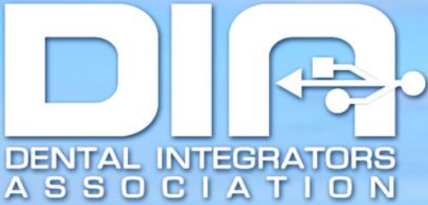 DIA
DENTAL INTEGRATORS
ASSOCIATION